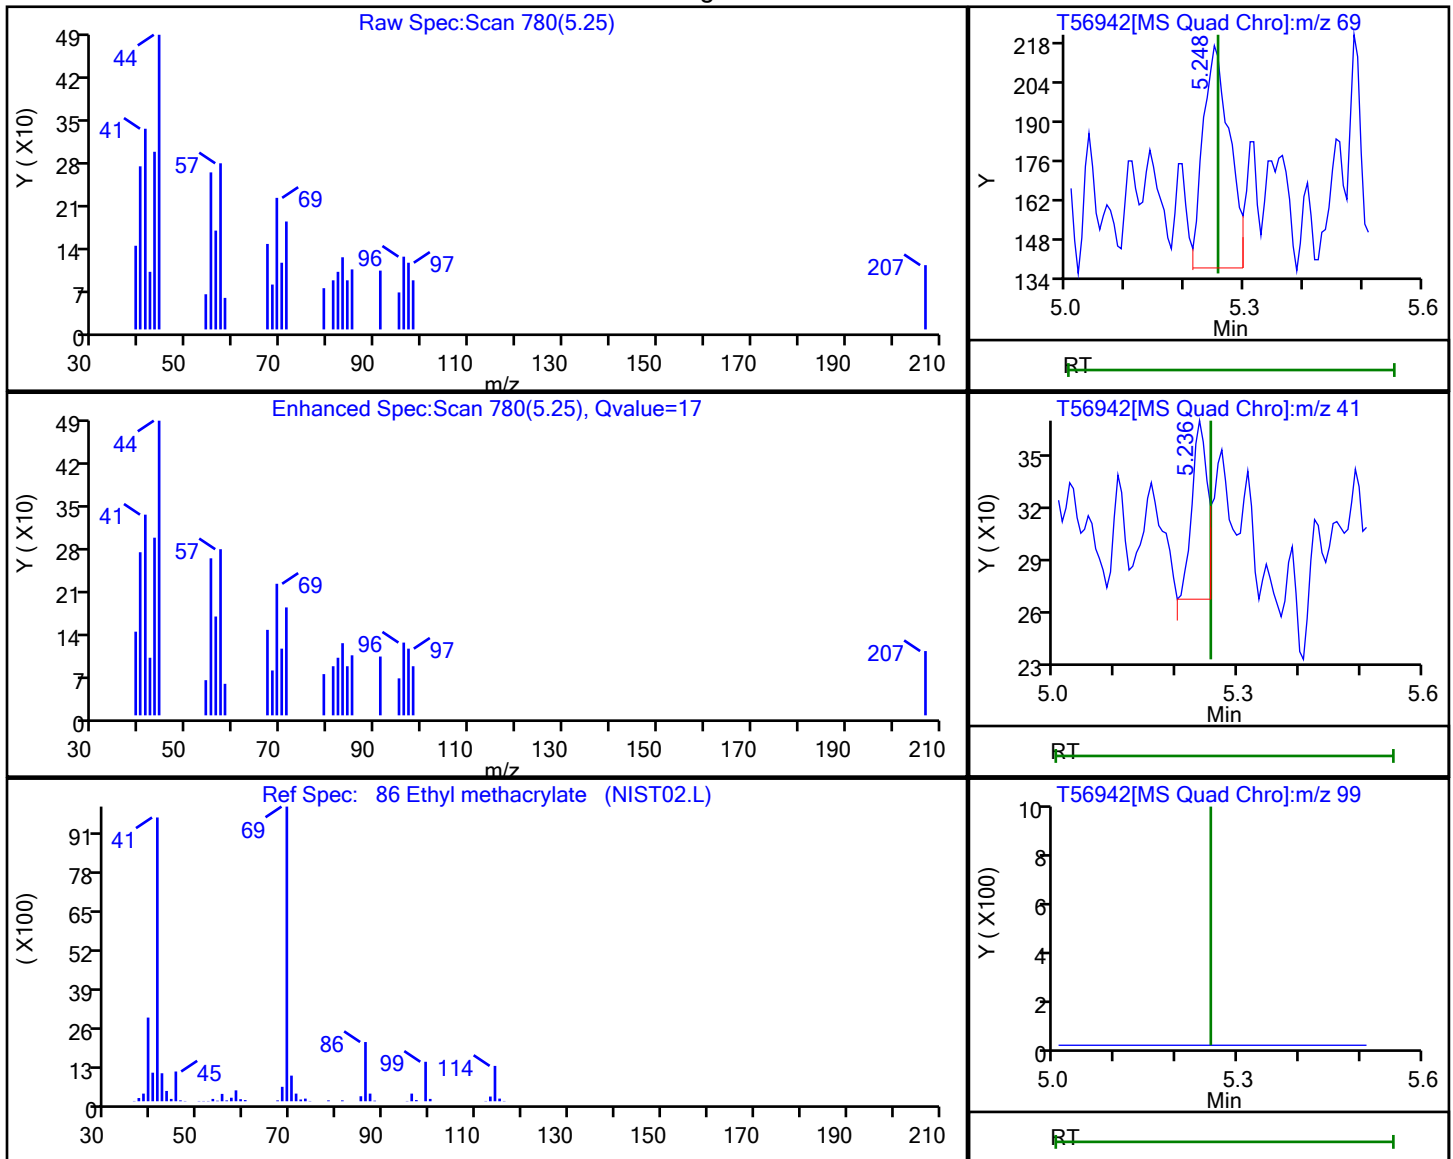 Raw Spec:Scan 780(5.25)
49
42
35
28
21
14
7
0
Y ( X10)
44
41
57
69
96
97
207
30 50 70 90 110 130 150 170 190 210
m/z
T56942[MS Quad Chro]:m/z 69
218
204
190
176
162
148
134
Y
5.248
5.0 5.3 5.6
Min
RT
Enhanced Spec:Scan 780(5.25), Qvalue=17
49
42
35
28
21
14
7
0
Y ( X10)
44
41
57
69
96
97
207
30 50 70 90 110 130 150 170 190 210
m/z
T56942[MS Quad Chro]:m/z 41
35
32
29
26
23
Y ( X10)
5.236
5.0 5.3 5.6
Min
RT
Ref Spec: 86 Ethyl methacrylate (NIST02.L)
91
78
65
52
39
26
13
0
( X100)
41
69
45
86
99
114
30 50 70 90 110 130 150 170 190 210
T56942[MS Quad Chro]:m/z 99
10
8
6
4
2
0
Y ( X100)
5.0 5.3 5.6
Min
RT